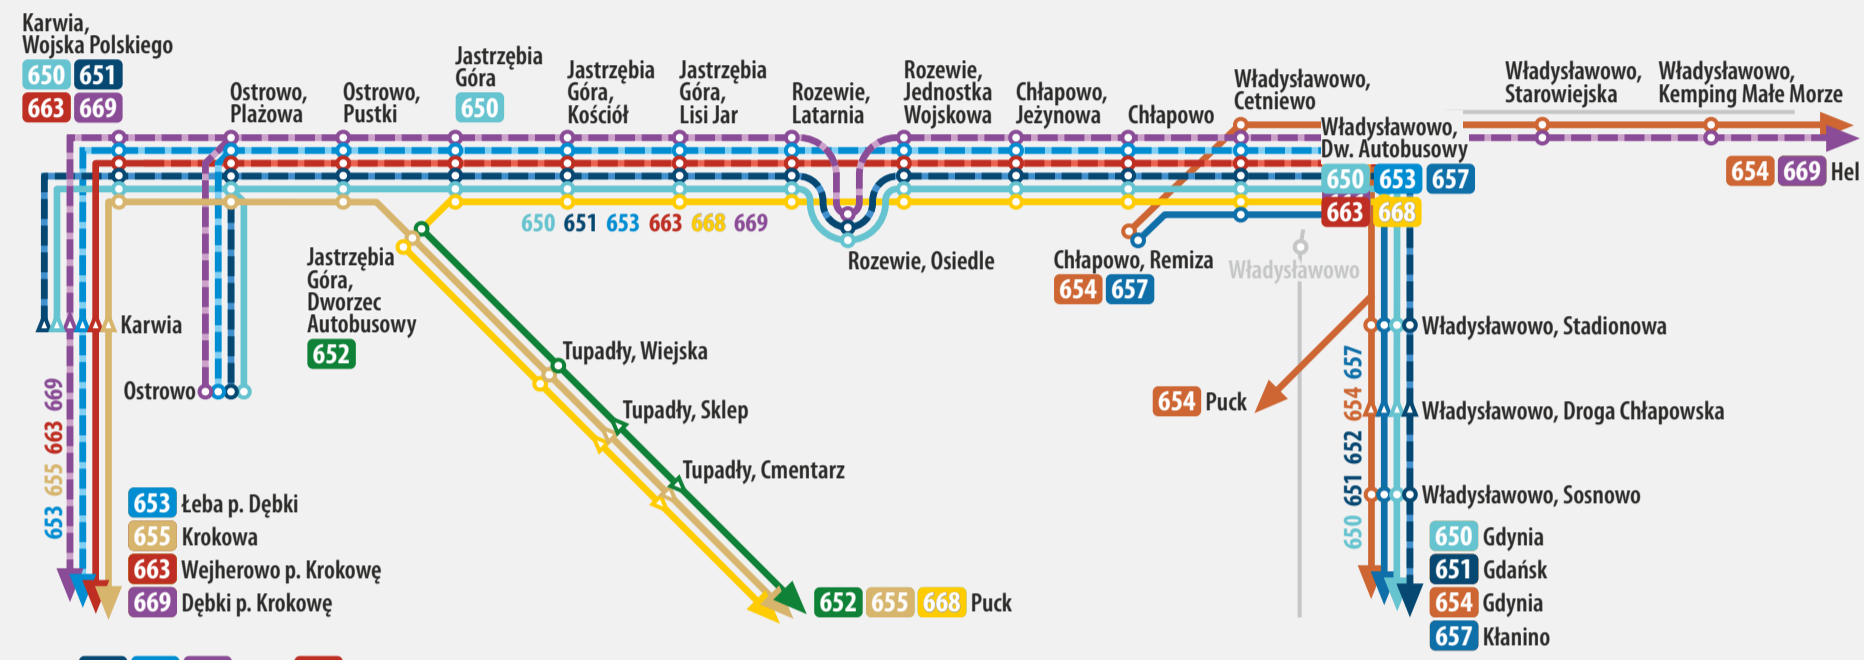 Karwia,
Wojska Polskiego
650 651
663 669
Ostrowo,
Plażowa
Ostrowo,
Pustki
Jastrzębia
Góra
650
Jastrzębia
Góra,
Kościół
Jastrzębia
Góra,
Lisi Jar
Rozewie,
Latarnia
Rozewie,
Jednostka
Wojskowa
Chłapowo,
Jeżynowa
Chłapowo
Władysławowo,
Cetniewo
Władysławowo,
Dw. Autobusowy
650 653 657
663 668
Władysławowo,
Starowiejska
Władysławowo,
Kemping Małe Morze
654 669 Hel
650 651 653 663 668 669
Rozewie, Osiedle
Chłapowo, Remiza
654 657
Władysławowo
Jastrzębia
Góra,
Dworzec
Autobusowy
652
Karwia
Ostrowo
653 655 663 669
Tupadły, Wiejska
Tupadły, Sklep
Tupadły, Cmentarz
654 Puck
650 651 652 654 657
Władysławowo, Stadionowa
Władysławowo, Droga Chłapowska
Władysławowo, Sosnowo
653 Łeba p. Dębki
655 Krokowa
663 Wejherowo p. Krokowę
669 Dębki p. Krokowę
652 655 668 Puck
650 Gdynia
651 Gdańsk
654 Gdynia
657 Kłanino